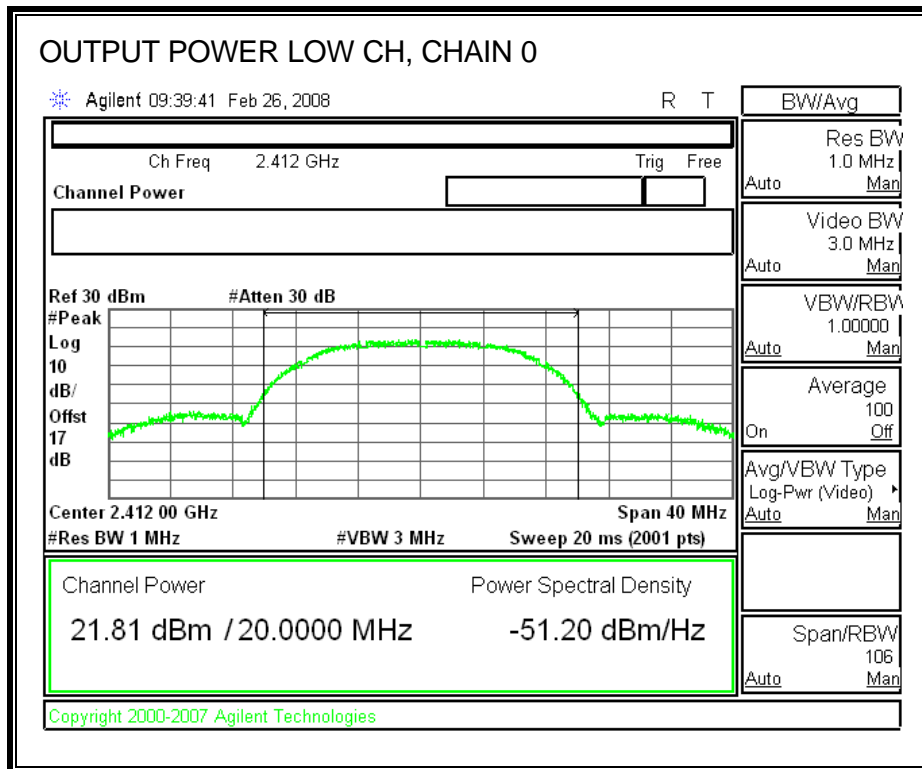 OUTPUT POWER LOW CH, CHAIN 0
Agilent 09:39:41 Feb 26, 2008 R T
Ch Freq 2.412 GHz Trig Free
Channel Power
Ref 30 dBm #Atten 30 dB
#Peak
Log
10
dB/
Offst
17
dB
Center 2.412 00 GHz Span 40 MHz
#Res BW 1 MHz #VBW 3 MHz Sweep 20 ms (2001 pts)
Channel Power Power Spectral Density
21.81 dBm / 20.0000 MHz -51.20 dBm/Hz
Copyright 2000-2007 Agilent Technologies
BW/Avg
Res BW
1.0 MHz
Auto Man
Video BW
3.0 MHz
Auto Man
VBW/RBW
1.00000
Auto Man
Average
100
On Off
Avg/VBW Type
Log-Pwr (Video)
Auto Man
Span/RBW
106
Auto Man